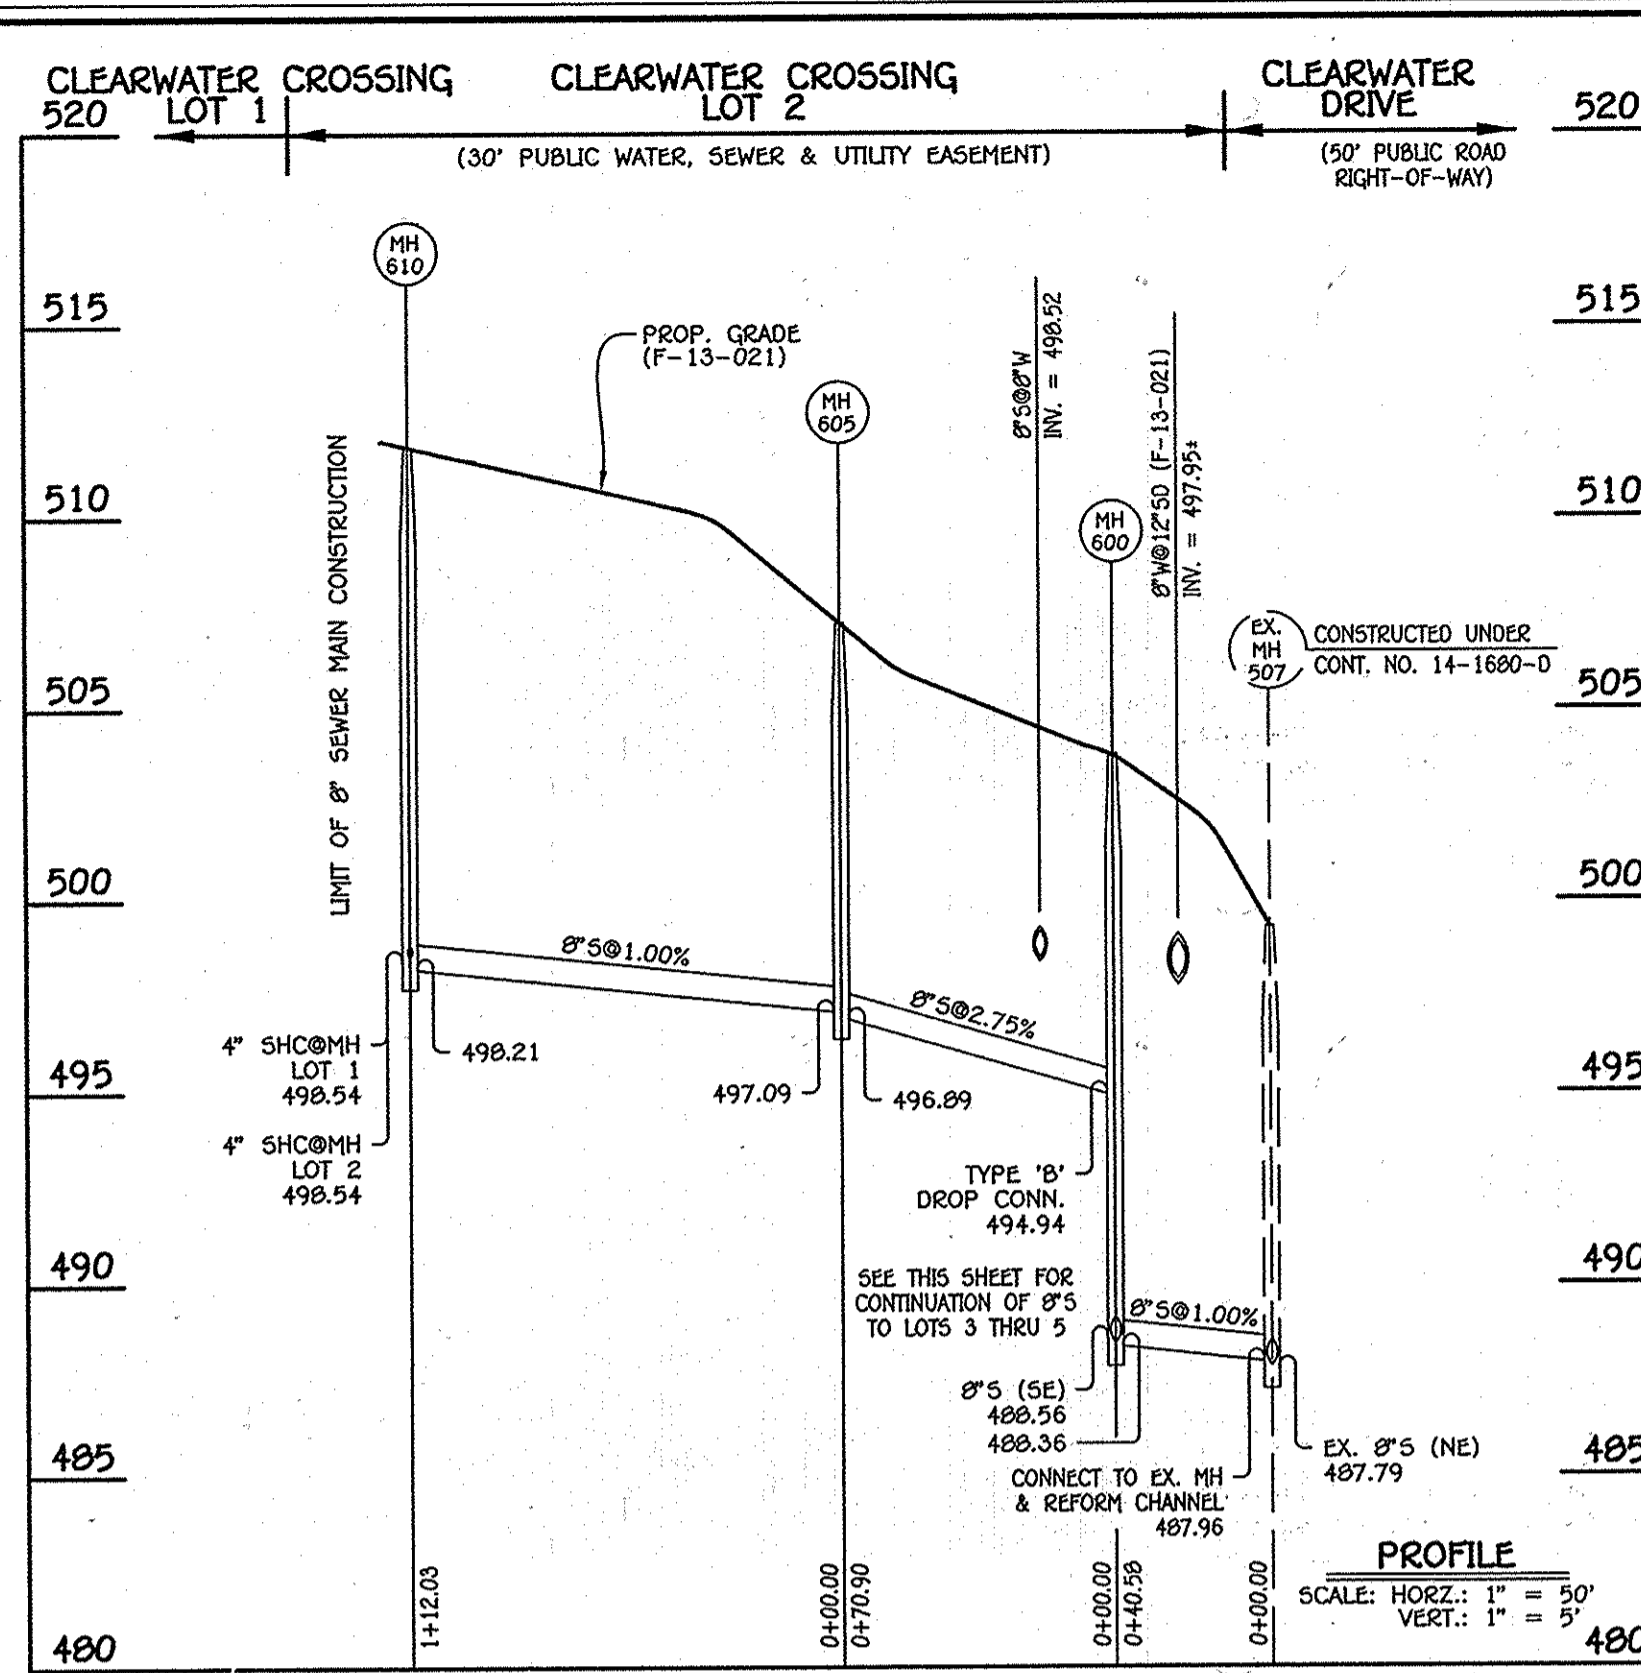 CLEARWATER CROSSING
LOT 1
CLEARWATER CROSSING
LOT 2
CLEARWATER
DRIVE
(30' PUBLIC WATER, SEWER & UTILITY EASEMENT)
(50' PUBLIC ROAD
RIGHT-OF-WAY)
520
515
510
505
500
495
490
485
480
520
515
510
505
500
495
490
485
480
MH
610
PROP. GRADE
(F-13-021)
MH
605
8"S@8"W
INV. = 498.52
MH
600
8"W@12"SD (F-13-021)
INV. = 497.95±
EX.
MH
507
CONSTRUCTED UNDER
CONT. NO. 14-1680-D
LIMIT OF 8" SEWER MAIN CONSTRUCTION
8"S@1.00%
8"S@2.75%
4" SHC@MH
LOT 1
498.54
498.21
4" SHC@MH
LOT 2
498.54
497.09
496.89
TYPE 'B'
DROP CONN.
494.94
SEE THIS SHEET FOR
CONTINUATION OF 8"S
TO LOTS 3 THRU 5
8"S@1.00%
8"S (SE)
488.56
488.36
CONNECT TO EX. MH
& REFORM CHANNEL
487.96
EX. 8"S (NE)
487.79
1+12.03
0+00.00
0+70.90
0+00.00
0+40.58
0+00.00
PROFILE
SCALE: HORZ.: 1" = 50'
VERT.: 1" = 5'